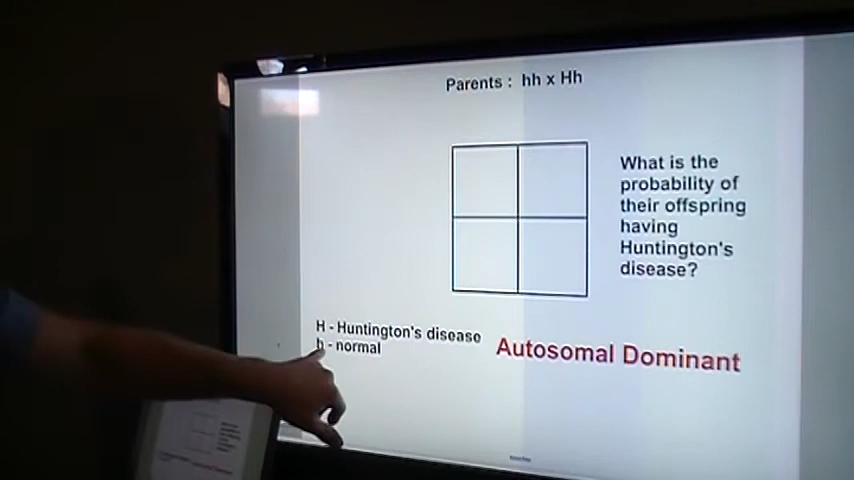 Parents : hh x Hh
What is the
probability of
their offspring
having
Huntington's
disease?
H - Huntington's disease
h - normal
Autosomal Dominant